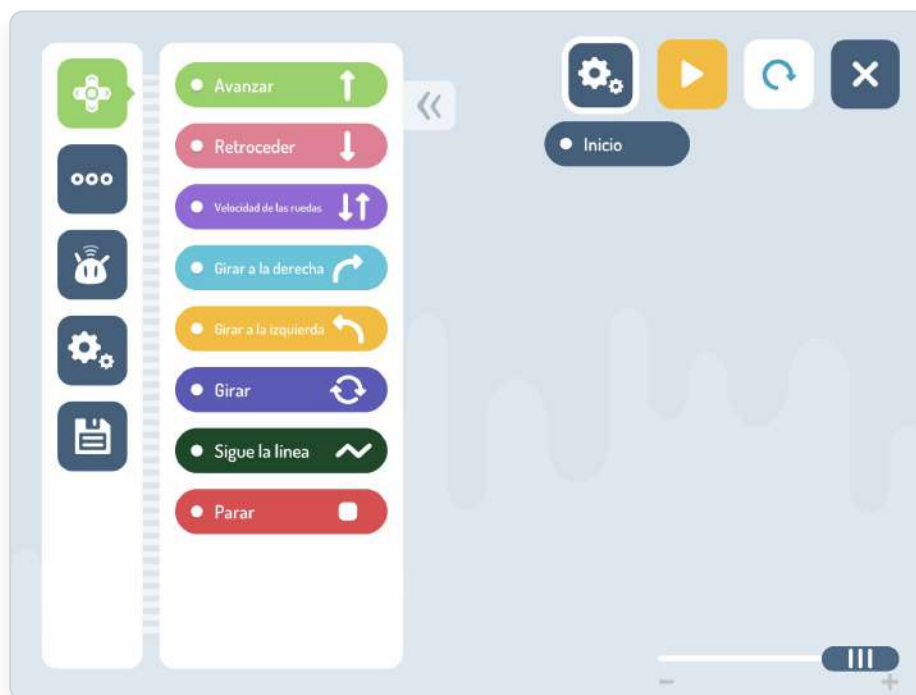 Avanzar
Retroceder
Velocidad de las ruedas
Girar a la derecha
Girar a la izquierda
Girar
Sigue la linea
Parar
Inicio